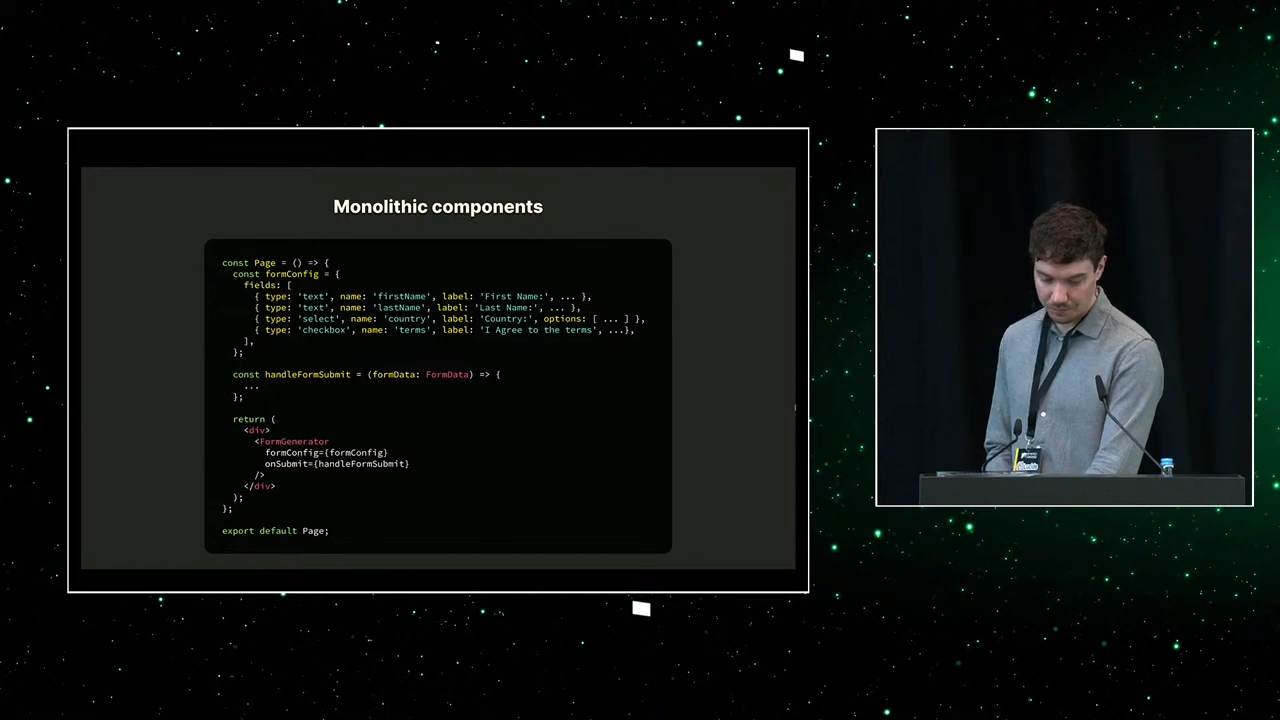 Monolithic components
const Page = () => {
const formConfig = {
fields: [
{ type: 'text', name: 'firstName', label: 'First Name:', ... },
{ type: 'text', name: 'lastName', label: 'Last Name:', ... },
{ type: 'select', name: 'country', label: 'Country:', options: [ ... ] },
{ type: 'checkbox', name: 'terms', label: 'I Agree to the terms', ...},
],
};
const handleFormSubmit = (formData: FormData) => {
...
};
return (
<div>
<FormGenerator
formConfig={formConfig}
onSubmit={handleFormSubmit}
/>
</div>
);
};
export default Page;